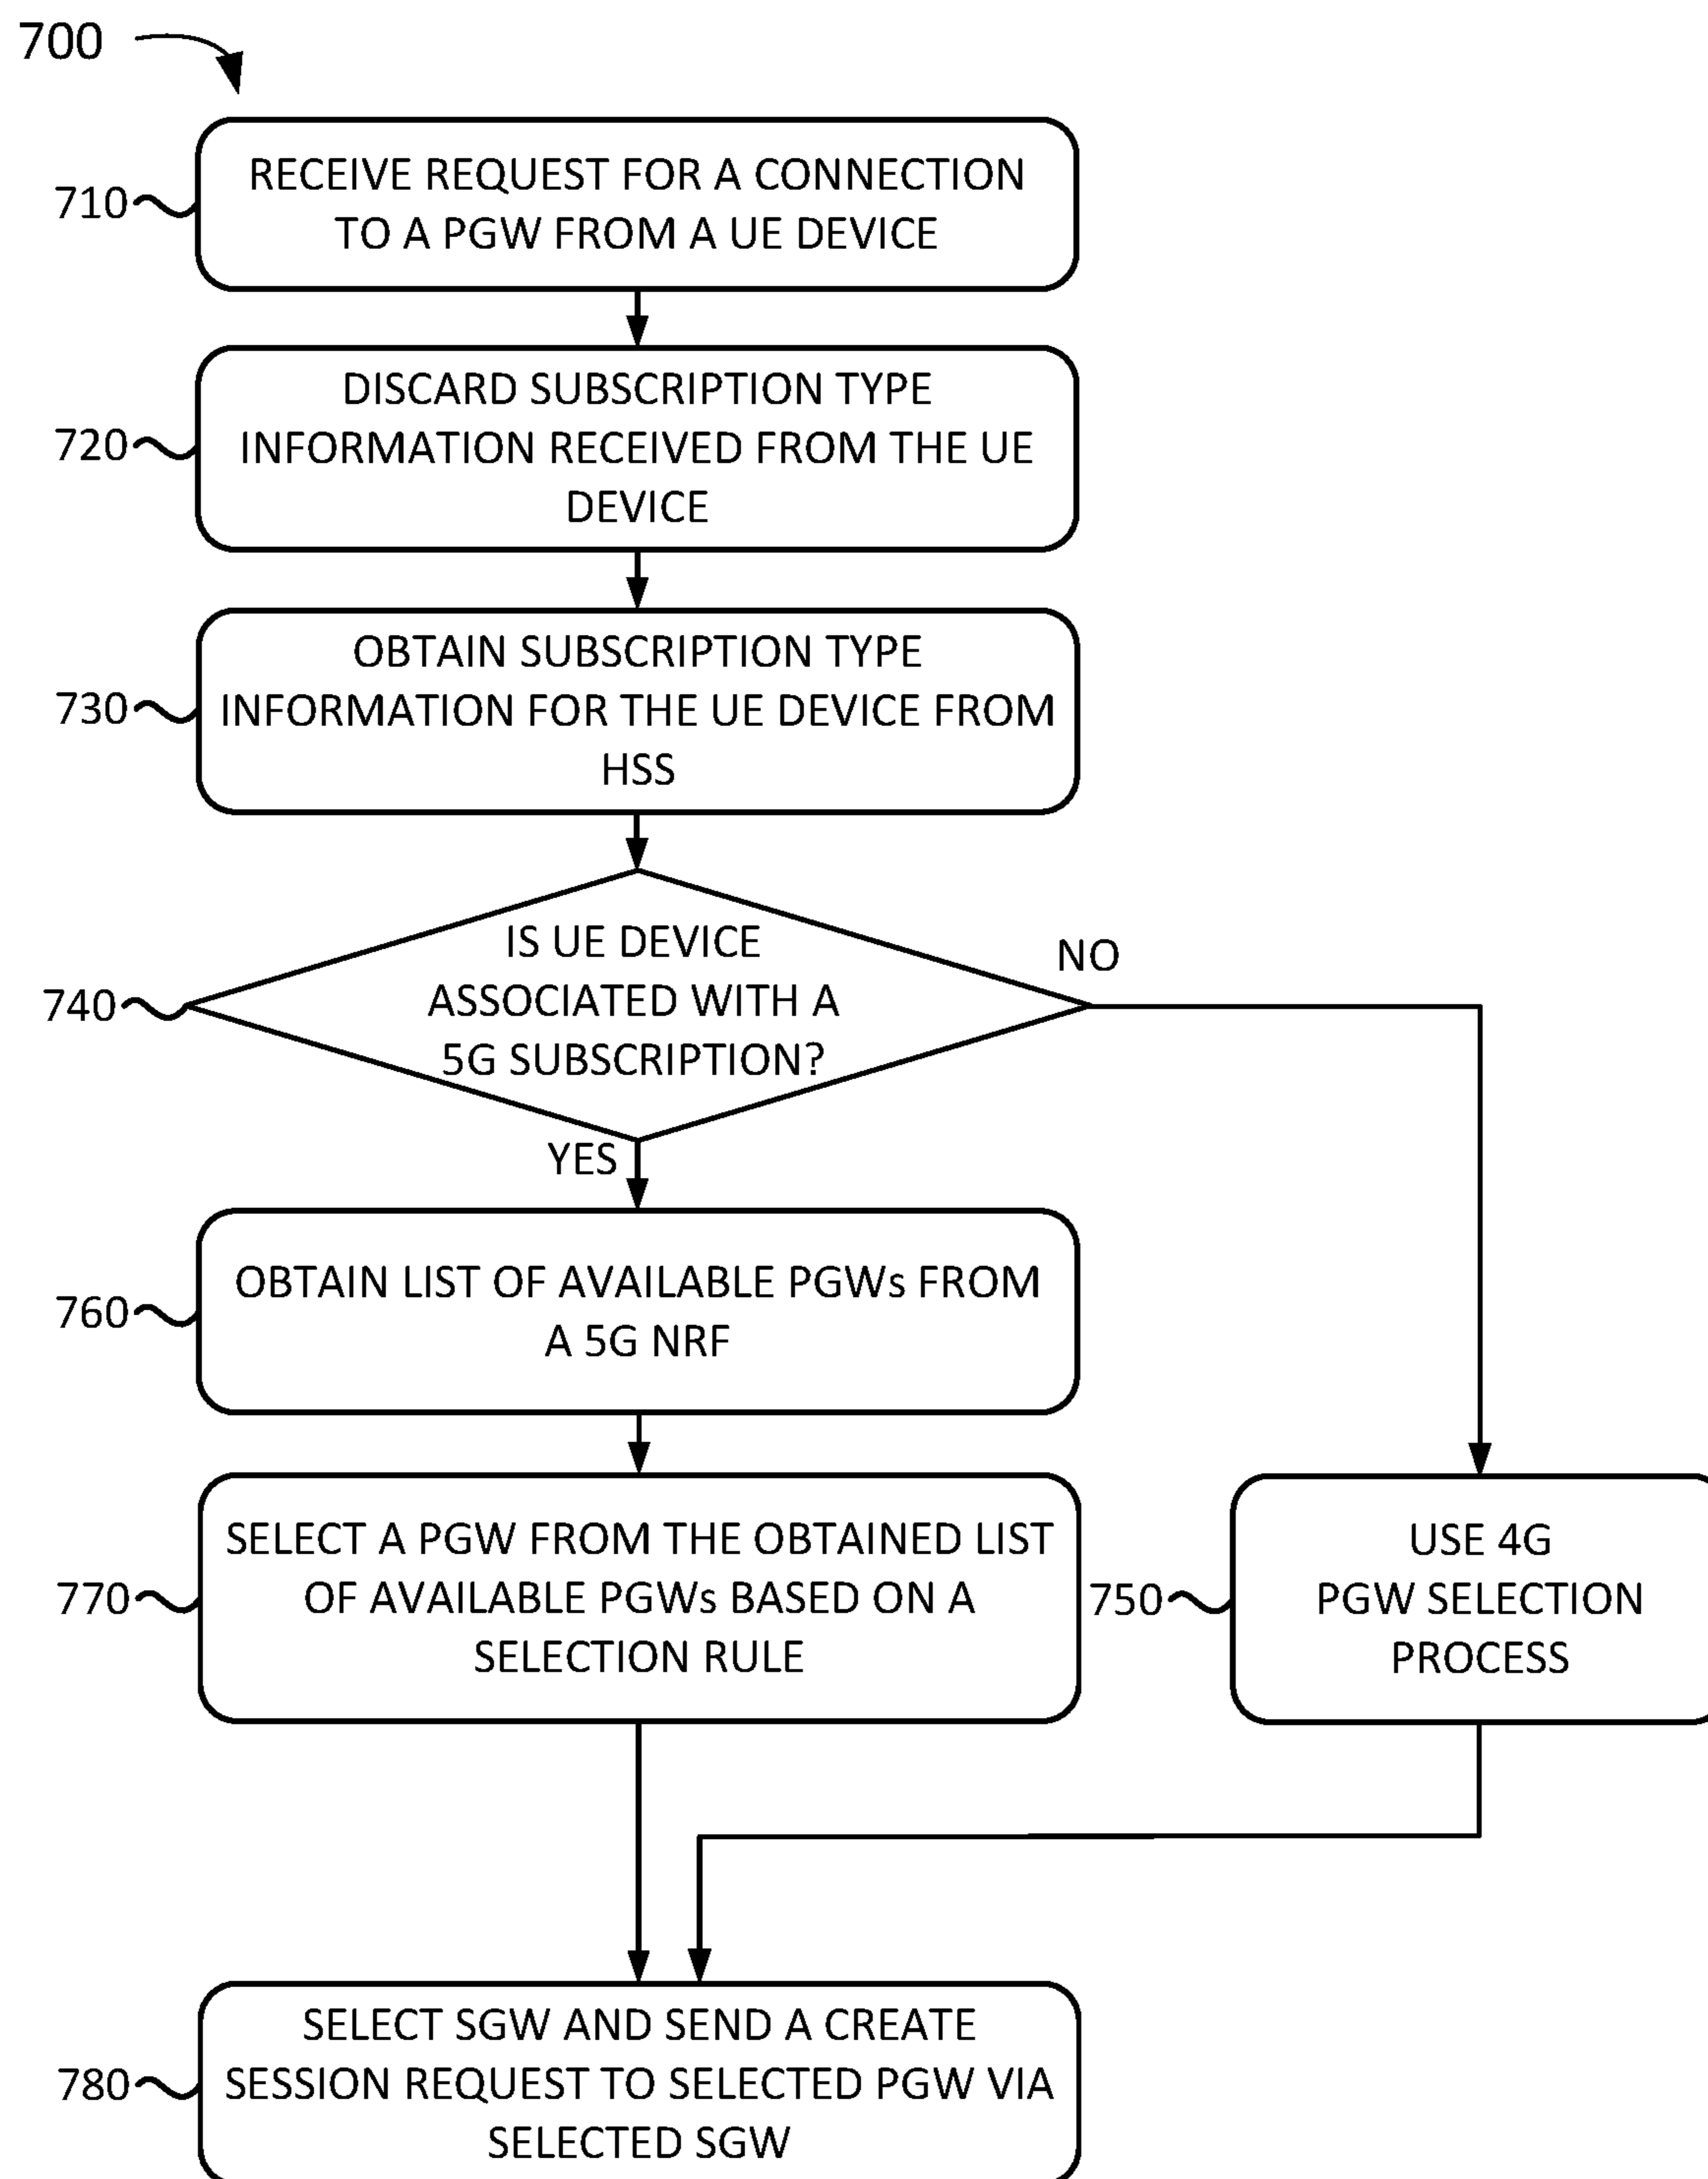 700
710
RECEIVE REQUEST FOR A CONNECTION
TO A PGW FROM A UE DEVICE
720
DISCARD SUBSCRIPTION TYPE
INFORMATION RECEIVED FROM THE UE
DEVICE
730
OBTAIN SUBSCRIPTION TYPE
INFORMATION FOR THE UE DEVICE FROM
HSS
740
IS UE DEVICE
ASSOCIATED WITH A
5G SUBSCRIPTION?
NO
YES
760
OBTAIN LIST OF AVAILABLE PGWs FROM
A 5G NRF
770
SELECT A PGW FROM THE OBTAINED LIST
OF AVAILABLE PGWs BASED ON A
SELECTION RULE
750
USE 4G
PGW SELECTION
PROCESS
780
SELECT SGW AND SEND A CREATE
SESSION REQUEST TO SELECTED PGW VIA
SELECTED SGW